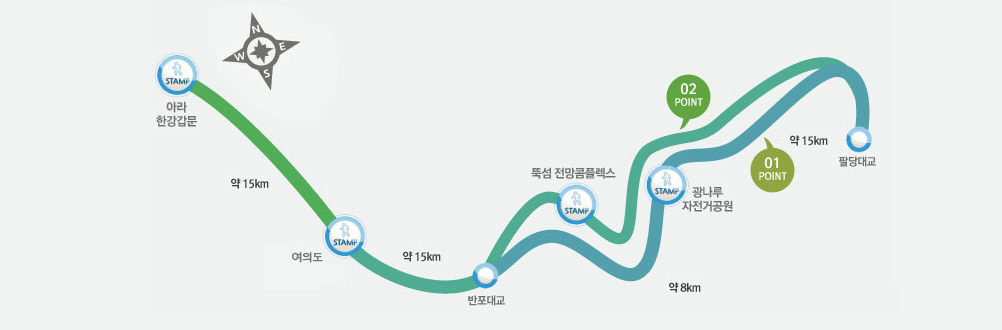 N
E
W
S
STAMP
아라
한강갑문
약 15km
STAMP
여의도
약 15km
반포대교
뚝섬 전망콤플렉스
STAMP
02
POINT
STAMP
광나루
자전거공원
약 8km
약 15km
01
POINT
팔당대교